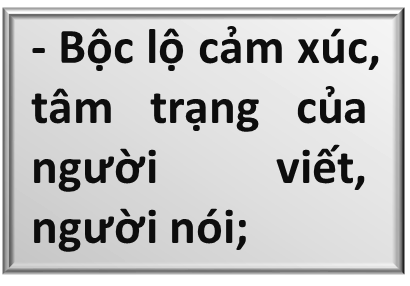 - Bộc lộ cảm xúc,
tâm trạng của
người viết,
người nói;